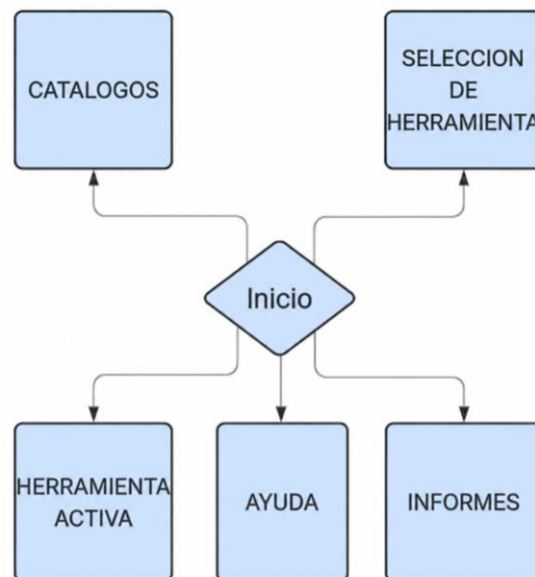 CATALOGOS
SELECCION
DE
HERRAMIENTA
Inicio
HERRAMIENTA
ACTIVA
AYUDA
INFORMES